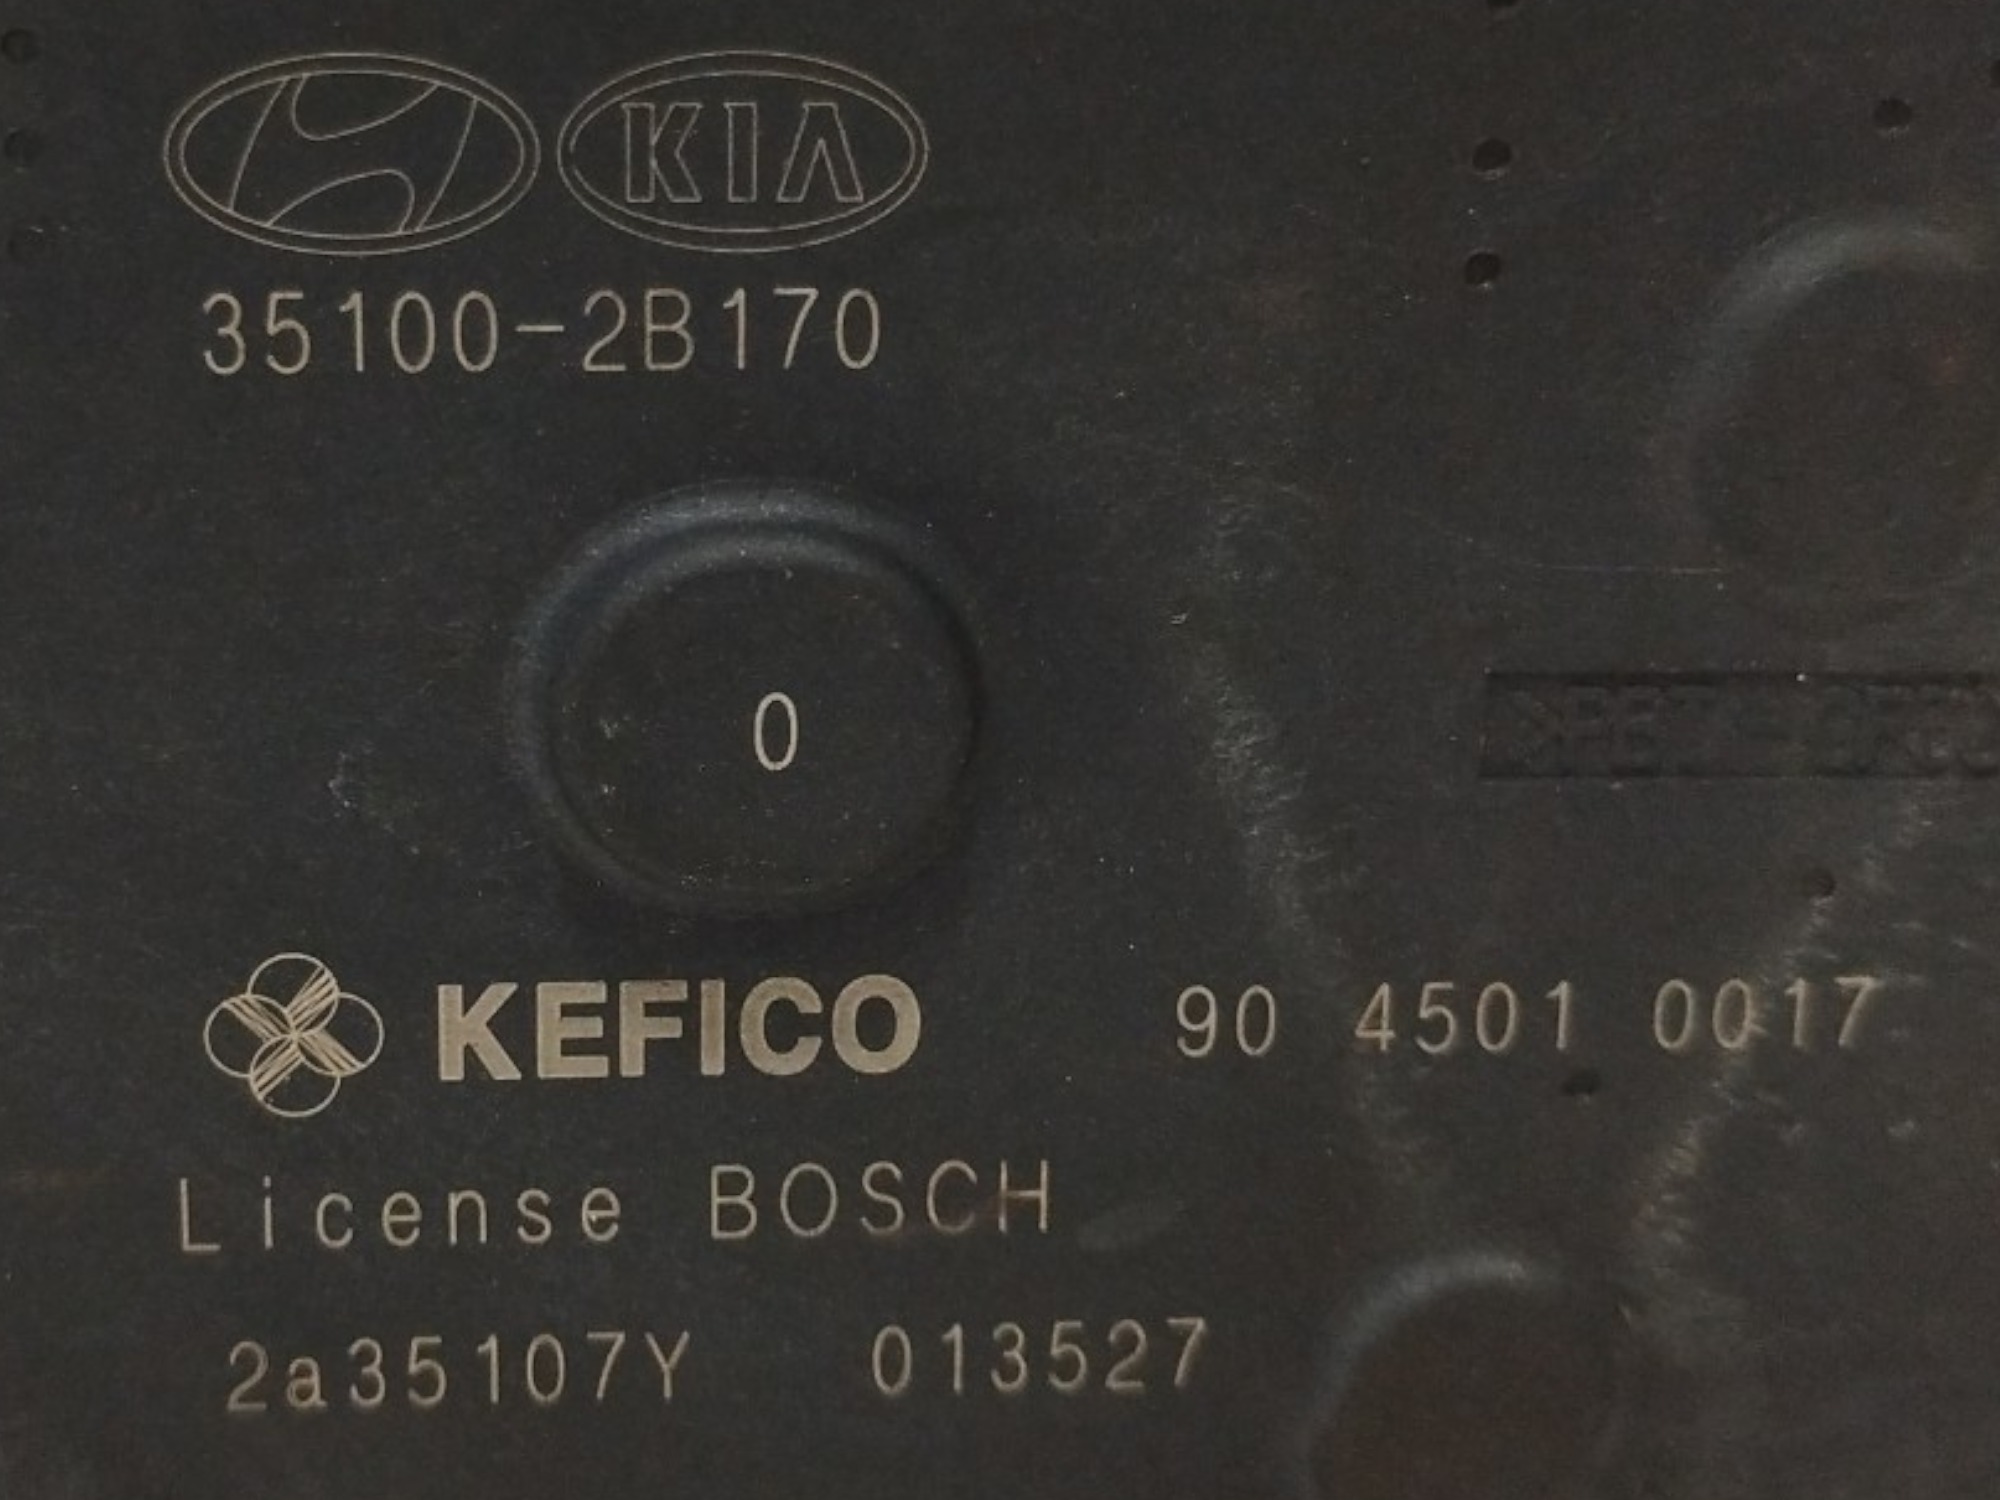 KIA
35100-2B170
0
KEFICO 90 4501 0017
License BOSCH
2a35107Y 013527